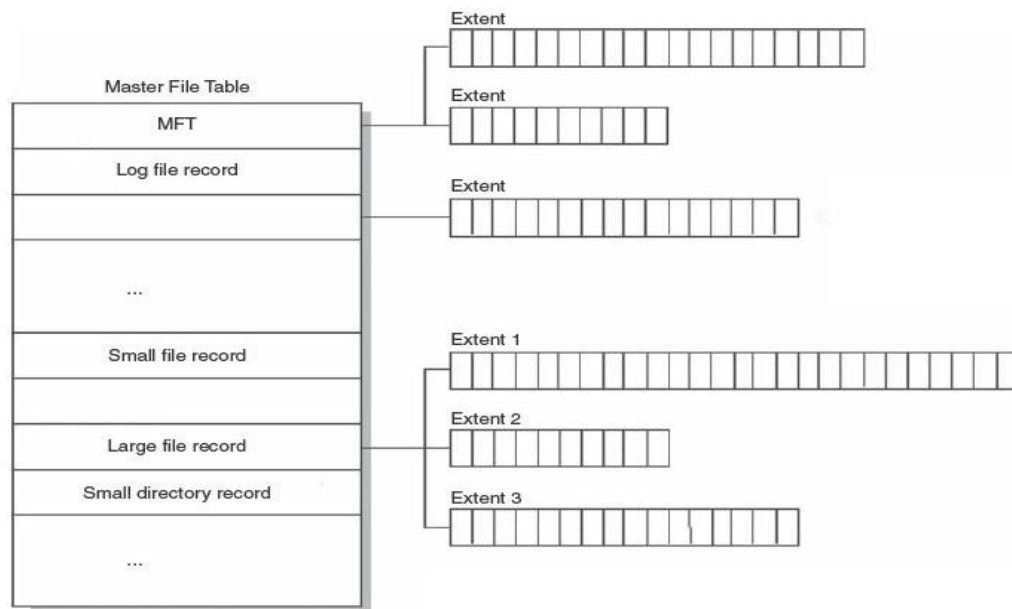 Extent
Master File Table
Extent
MFT
Log file record
Extent
...
Extent 1
Small file record
Extent 2
Large file record
Small directory record
Extent 3
...